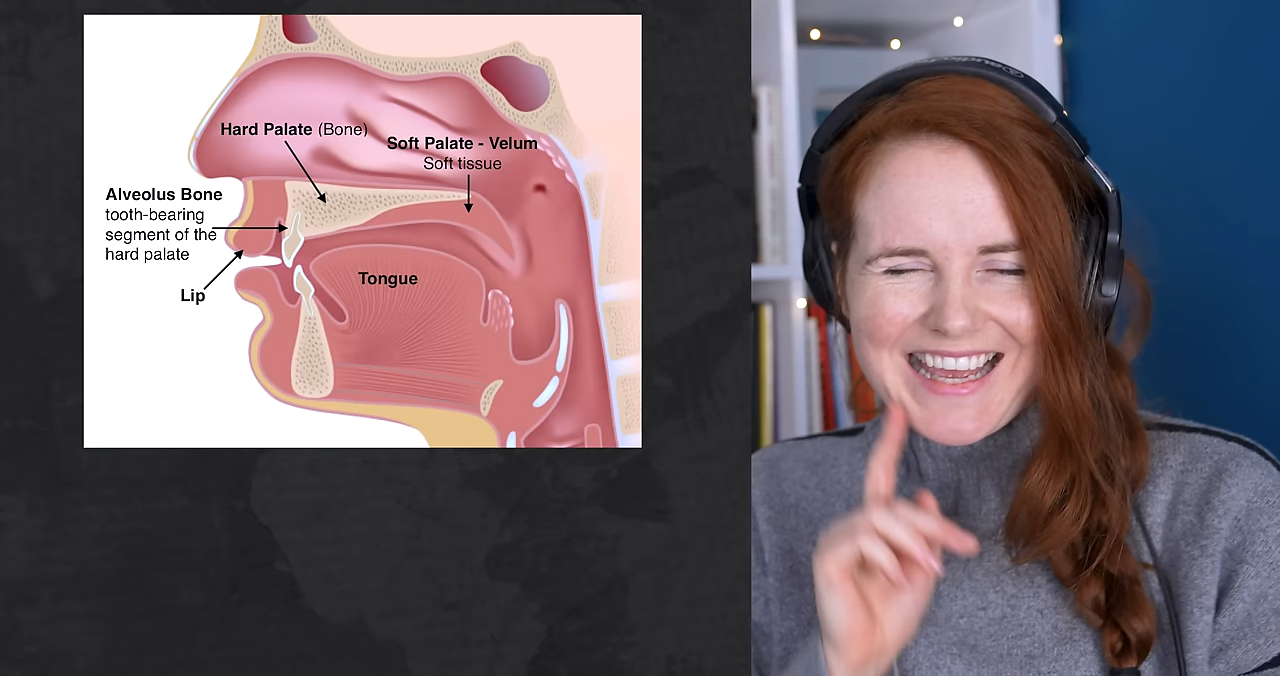 Hard Palate (Bone)
Soft Palate - Velum
Soft tissue
Alveolus Bone
tooth-bearing
segment of the
hard palate
Lip
Tongue